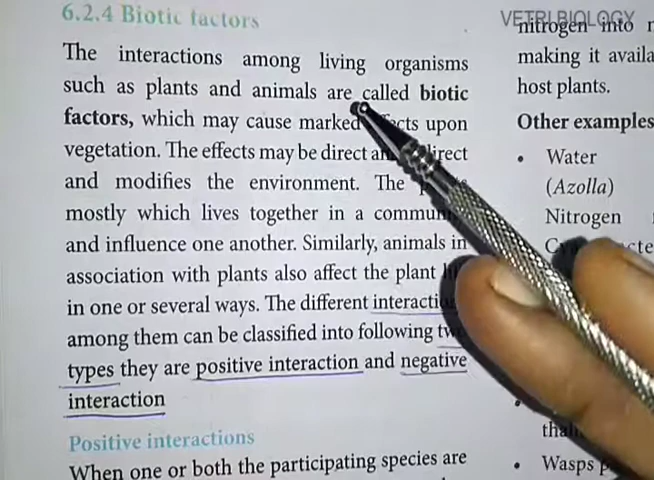 6.2.4 Biotic factors
The interactions among living organisms
such as plants and animals are called biotic
factors, which may cause marked upon
vegetation. The effects may be direct
and modifies the environment. The
mostly which lives together in a
and influence one another. Similarly, animals in
association with plants also affect the plant
in one or several ways. The different
among them can be classified into following
types they are positive interaction and negative
interaction
Positive interactions
When one or both the participating species are
VETRI BIOLOGY
nitrogen into
making it
host plants.
Other examples
• Water
(Azolla)
Nitrogen
• Wasps